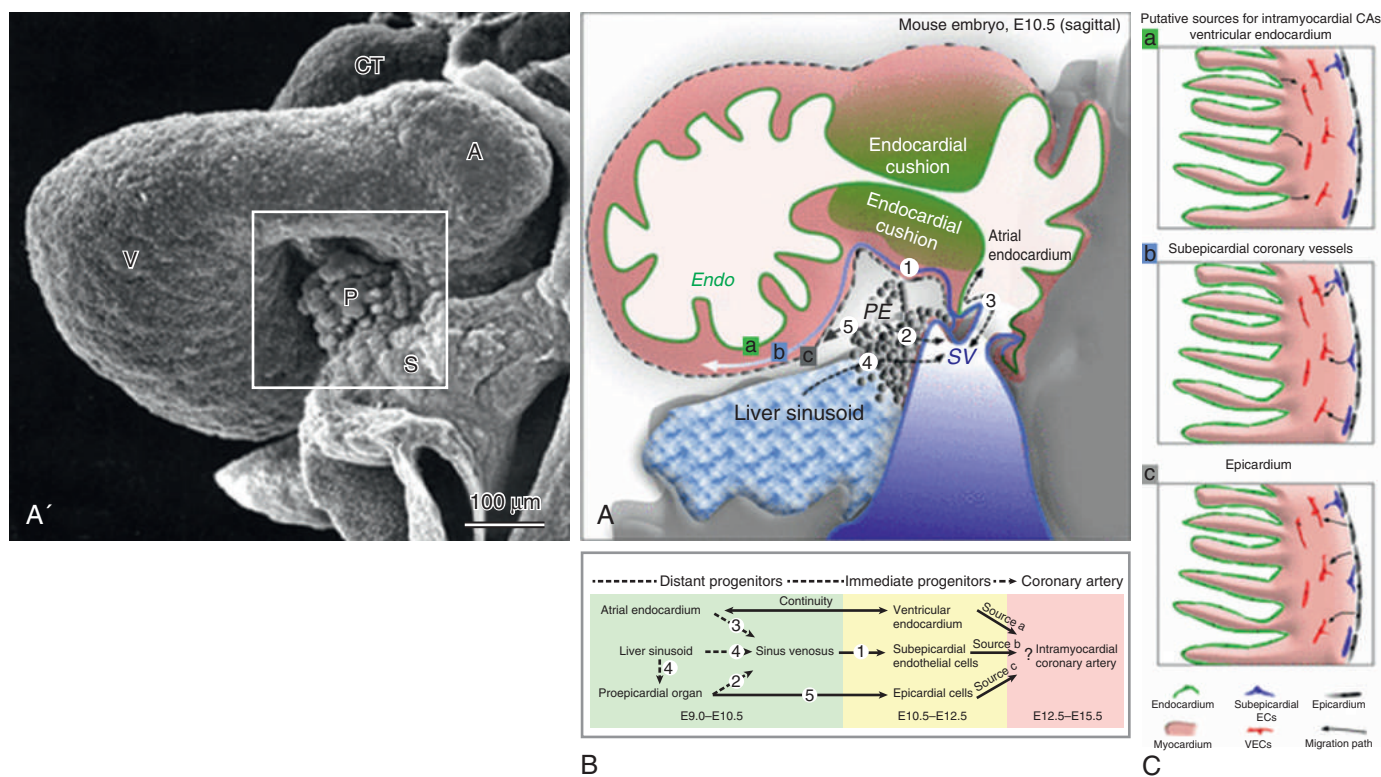 CT
A
V
P
S
A´
100 µm
Mouse embryo, E10.5 (sagittal)
Endocardial
cushion
Endocardial
cushion
Atrial
endocardium
Endo
1
PE
3
5
2
SV
a
b
c
4
Liver sinusoid
A
Distant progenitors
Immediate progenitors
Coronary artery
Continuity
Atrial endocardium
Ventricular
endocardium
Source a
3
Liver sinusoid
4
Sinus venosus
1
Subepicardial
endothelial cells
Source b
?
Intramyocardial
coronary artery
4
2
Source c
Proepicardial organ
5
Epicardial cells
E9.0–E10.5
E10.5–E12.5
E12.5–E15.5
B
Putative sources for intramyocardial CAs
a
ventricular endocardium
b
Subepicardial coronary vessels
c
Epicardium
Endocardium
Subepicardial
ECs
Epicardium
Myocardium
VECs
Migration path
C